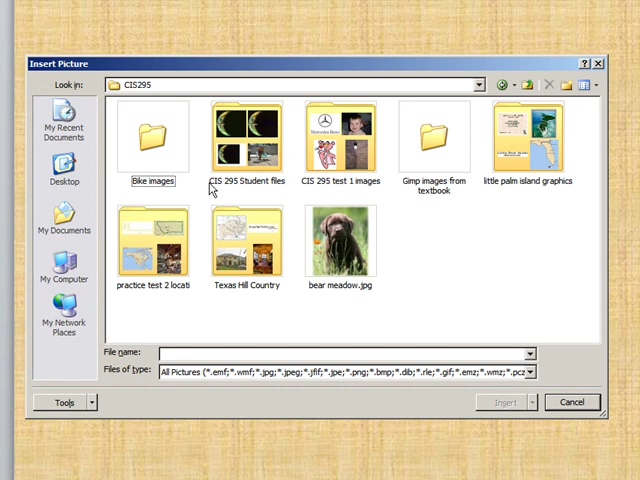 Insert Picture
Look in:
CIS295
My Recent
Documents
Desktop
My Documents
My Computer
My Network
Places
Bike images
CIS 295 Student files
CIS 295 test 1 images
Gimp images from
textbook
little palm island graphics
practice test 2 locati
Texas Hill Country
bear meadow.jpg
File name:
Files of type:
All Pictures (*.emf;*.wmf;*.jpg;*.jpeg;*.jfif;*.jpe;*.png;*.bmp;*.dib;*.rle;*.gif;*.emz;*.wmz;*.pcz
Tools
Insert
Cancel